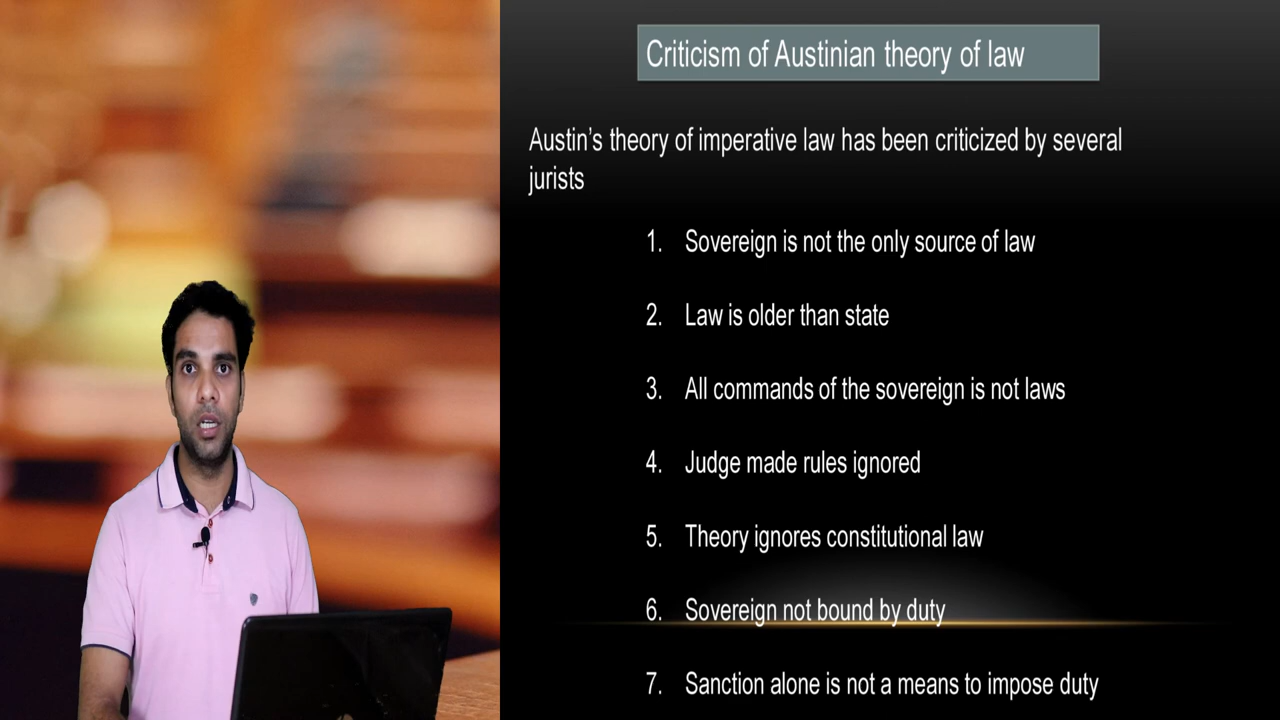 Criticism of Austinian theory of law
Austin's theory of imperative law has been criticized by several
jurists
1. Sovereign is not the only source of law
2. Law is older than state
3. All commands of the sovereign is not laws
4. Judge made rules ignored
5. Theory ignores constitutional law
6. Sovereign not bound by duty
7. Sanction alone is not a means to impose duty